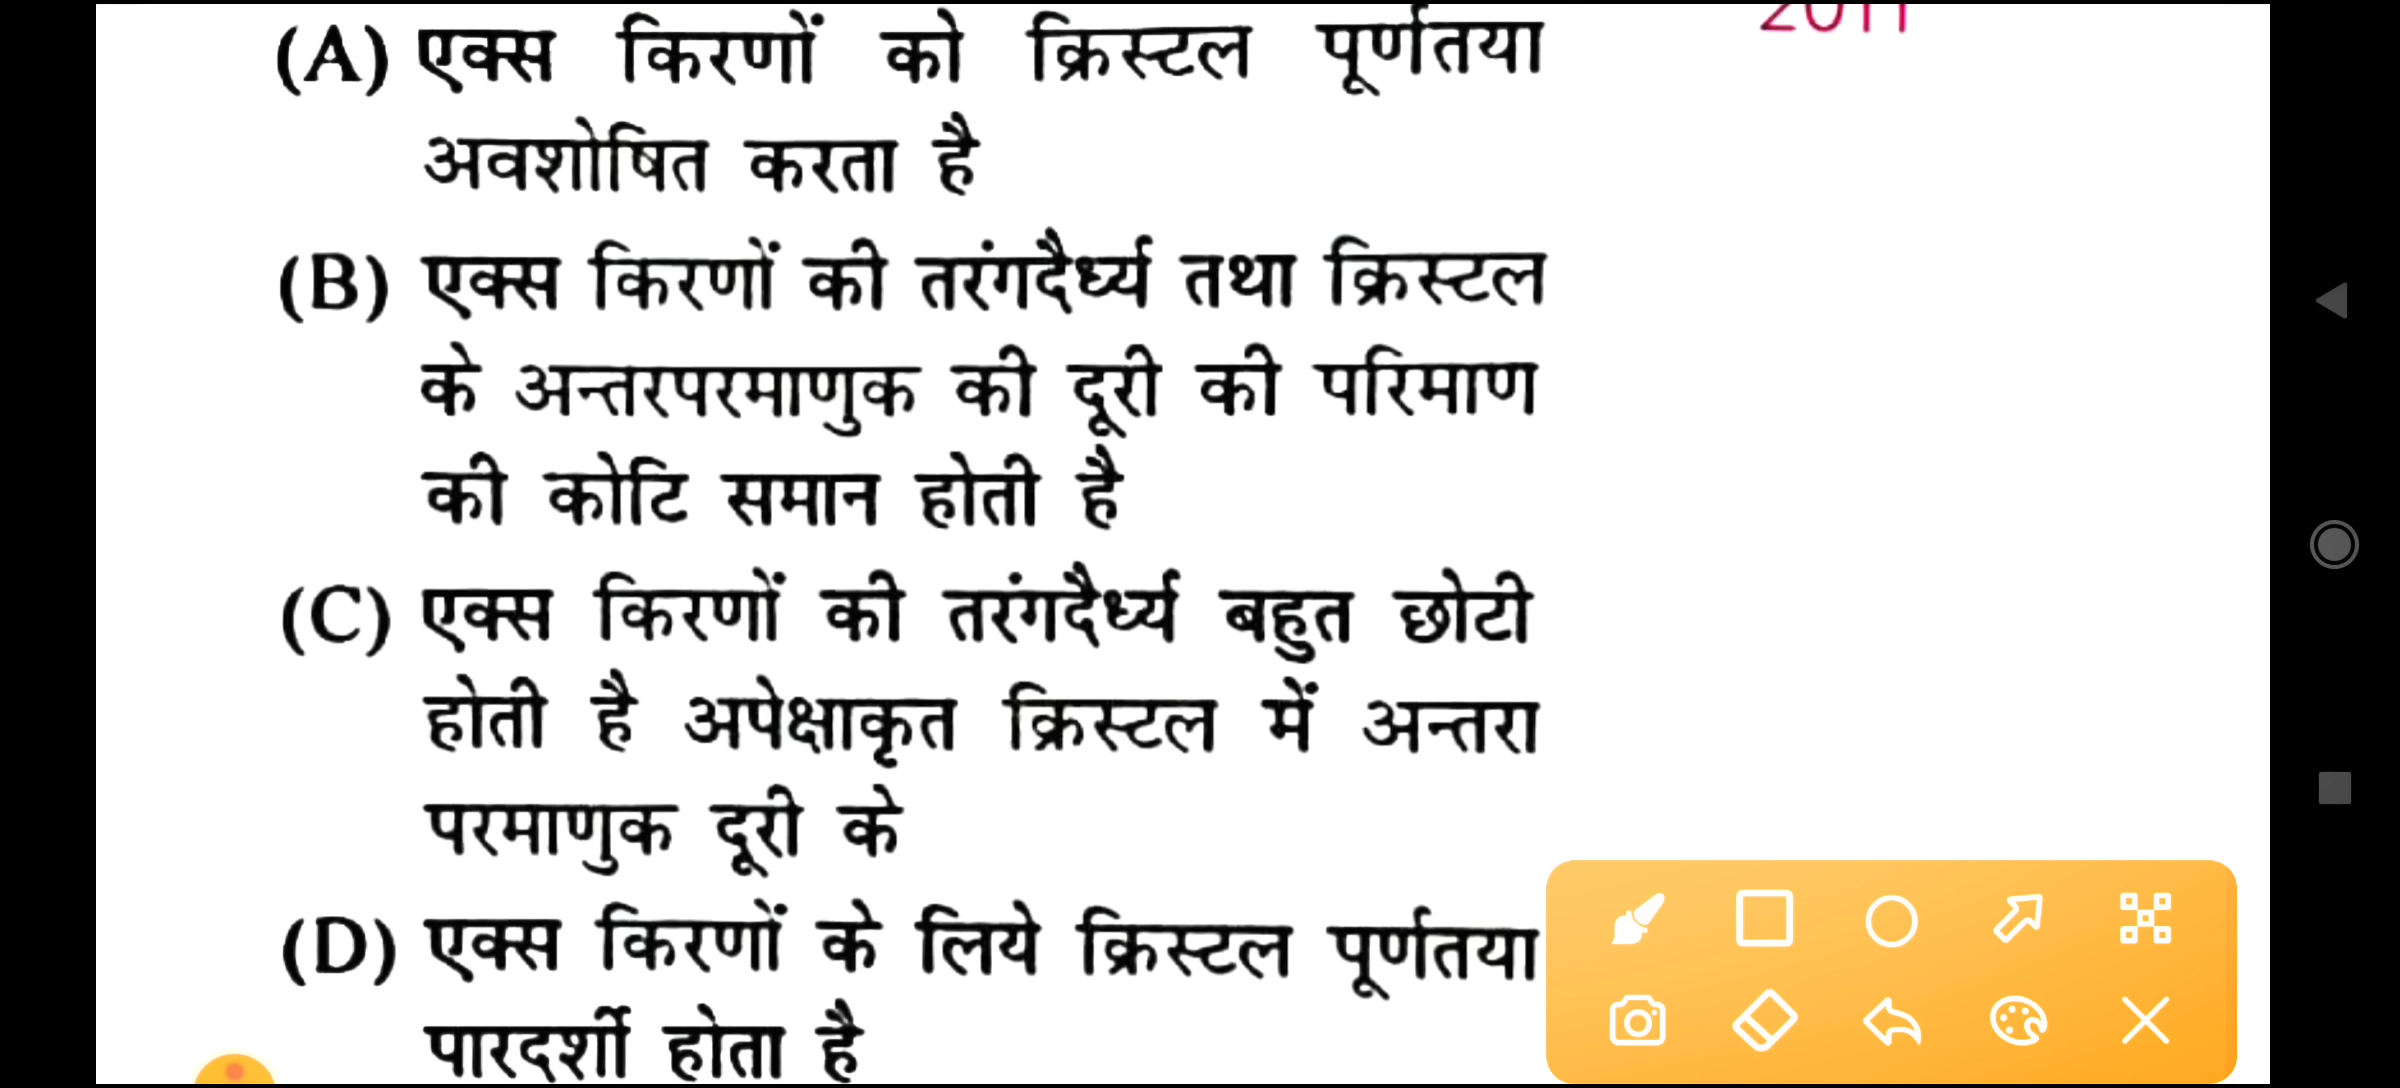 2011
(A) एक्स किरणों को क्रिस्टल पूर्णतया
अवशोषित करता है
(B) एक्स किरणों की तरंगदैर्ध्य तथा क्रिस्टल
के अन्तरपरमाणुक की दूरी की परिमाण
की कोटि समान होती है
(C) एक्स किरणों की तरंगदैर्ध्य बहुत छोटी
होती है अपेक्षाकृत क्रिस्टल में अन्तरा
परमाणुक दूरी के
(D) एक्स किरणों के लिये क्रिस्टल पूर्णतया
पारदर्शी होता है